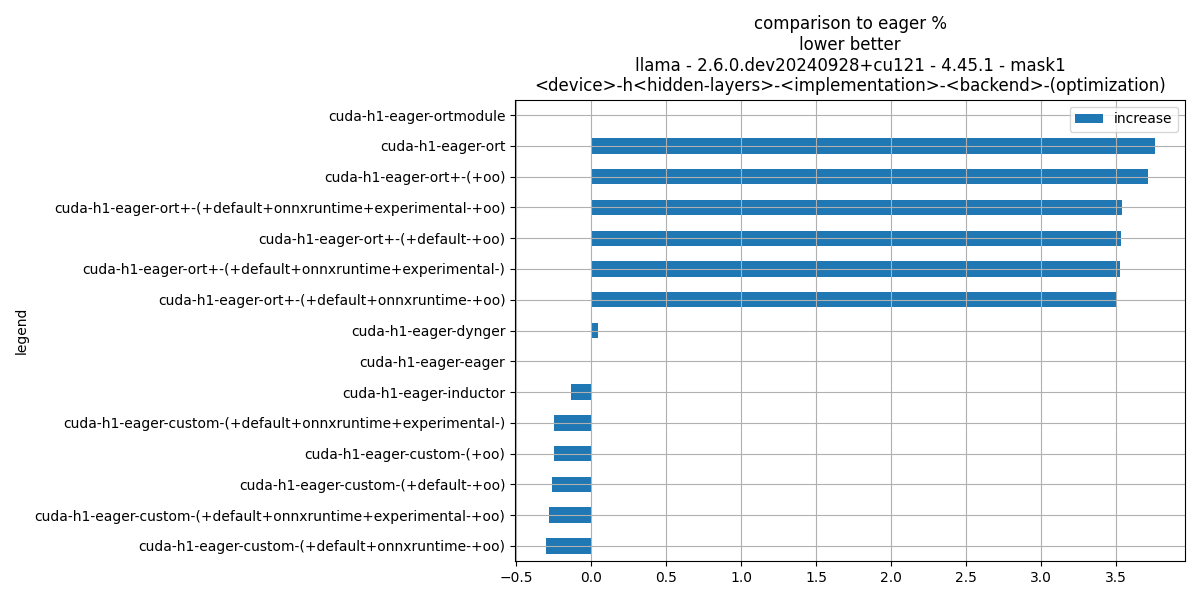 comparison to eager %
lower better
llama - 2.6.0.dev20240928+cu121 - 4.45.1 - mask1
<device>-h<hidden-layers>-<implementation>-<backend>-(optimization)
increase
cuda-h1-eager-ortmodule
cuda-h1-eager-ort
cuda-h1-eager-ort+-(+oo)
cuda-h1-eager-ort+-(+default+onnxruntime+experimental-+oo)
cuda-h1-eager-ort+-(+default-+oo)
cuda-h1-eager-ort+-(+default+onnxruntime+experimental-)
cuda-h1-eager-ort+-(+default+onnxruntime-+oo)
cuda-h1-eager-dynger
cuda-h1-eager-eager
cuda-h1-eager-inductor
cuda-h1-eager-custom-(+default+onnxruntime+experimental-)
cuda-h1-eager-custom-(+oo)
cuda-h1-eager-custom-(+default-+oo)
cuda-h1-eager-custom-(+default+onnxruntime+experimental-+oo)
cuda-h1-eager-custom-(+default+onnxruntime-+oo)
legend
−0.5 0.0 0.5 1.0 1.5 2.0 2.5 3.0 3.5